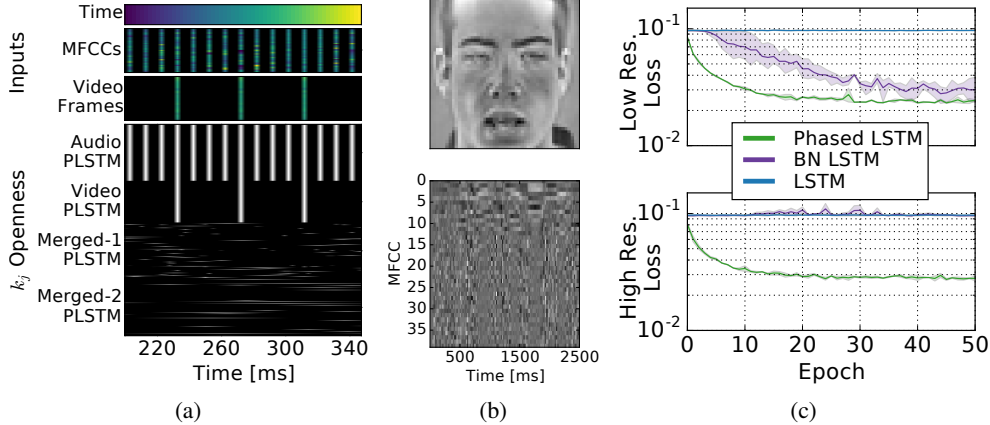 Time
Inputs
MFCCs
Video
Frames
k_j Openness
Audio
PLSTM
Video
PLSTM
Merged-1
PLSTM
Merged-2
PLSTM
220 260 300 340
Time [ms]
(a)
MFCC
0
5
10
15
20
25
30
35
500 1500 2500
Time [ms]
(b)
Low Res.
Loss
10^-1
10^-2
Phased LSTM
BN LSTM
LSTM
High Res.
Loss
10^-1
10^-2
0 10 20 30 40 50
Epoch
(c)